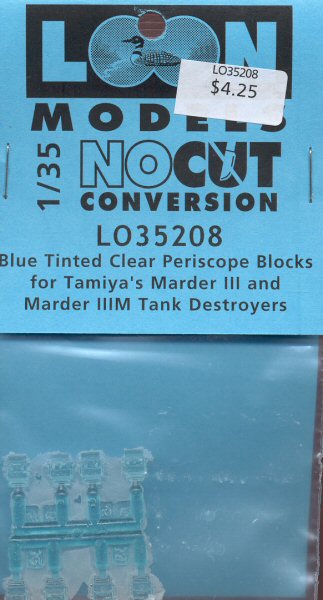 LOON
LO35208
$4.25
MODELS
1/35
NO CUT
CONVERSION
LO35208
Blue Tinted Clear Periscope Blocks
for Tamiya's Marder III and
Marder IIIM Tank Destroyers